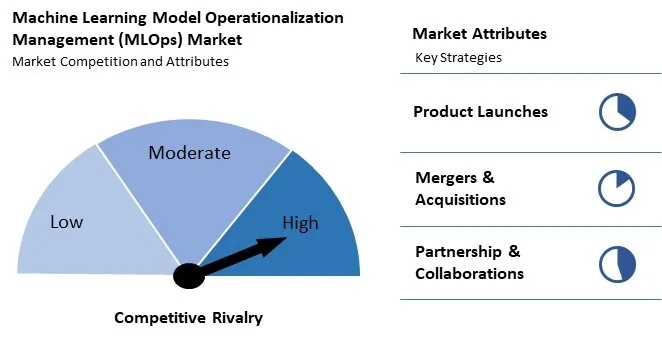 Machine Learning Model Operationalization
Management (MLOps) Market
Market Competition and Attributes
Low
Moderate
High
Competitive Rivalry
Market Attributes
Key Strategies
Product Launches
Mergers &
Acquisitions
Partnership &
Collaborations